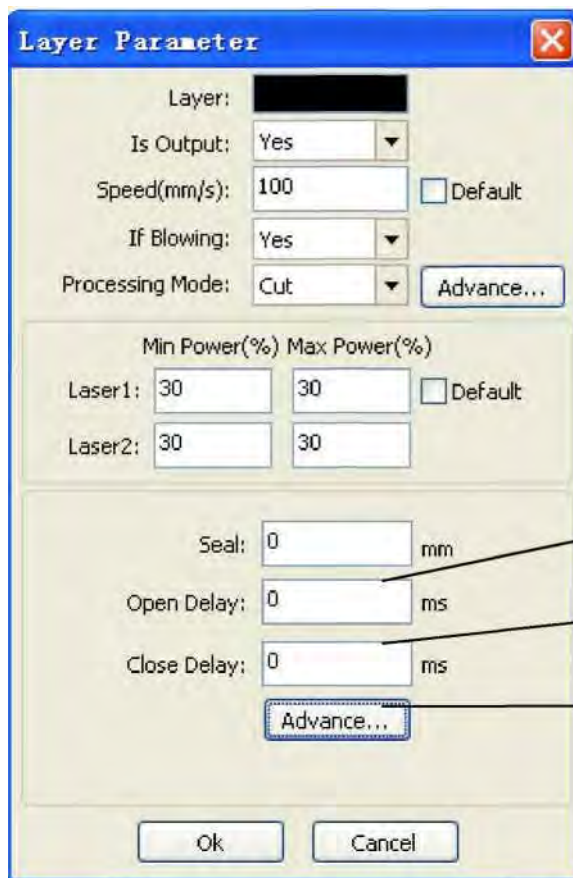 Layer Parameter
Layer:
Is Output: Yes
Speed(mm/s): 100 Default
If Blowing: Yes
Processing Mode: Cut Advance...
Min Power(%) Max Power(%)
Laser1: 30 30 Default
Laser2: 30 30
Seal: 0 mm
Open Delay: 0 ms
Close Delay: 0 ms
Advance...
Ok Cancel